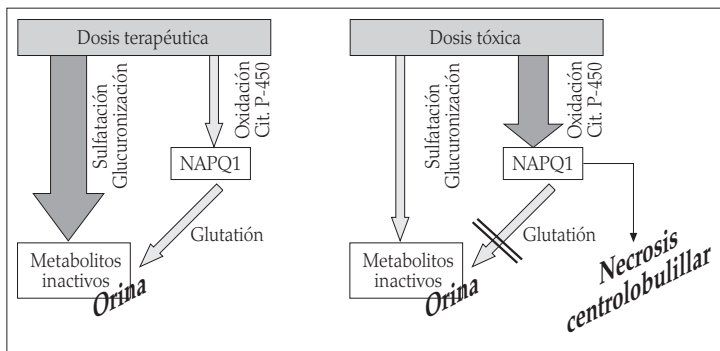 Dosis terapéutica
Sulfatación
Glucuronización
Oxidación
Cit. P-450
NAPQ1
Glutatión
Metabolitos
inactivos
Orina
Dosis tóxica
Sulfatación
Glucuronización
Oxidación
Cit. P-450
NAPQ1
Glutatión
Metabolitos
inactivos
Orina
Necrosis
centrolobulillar